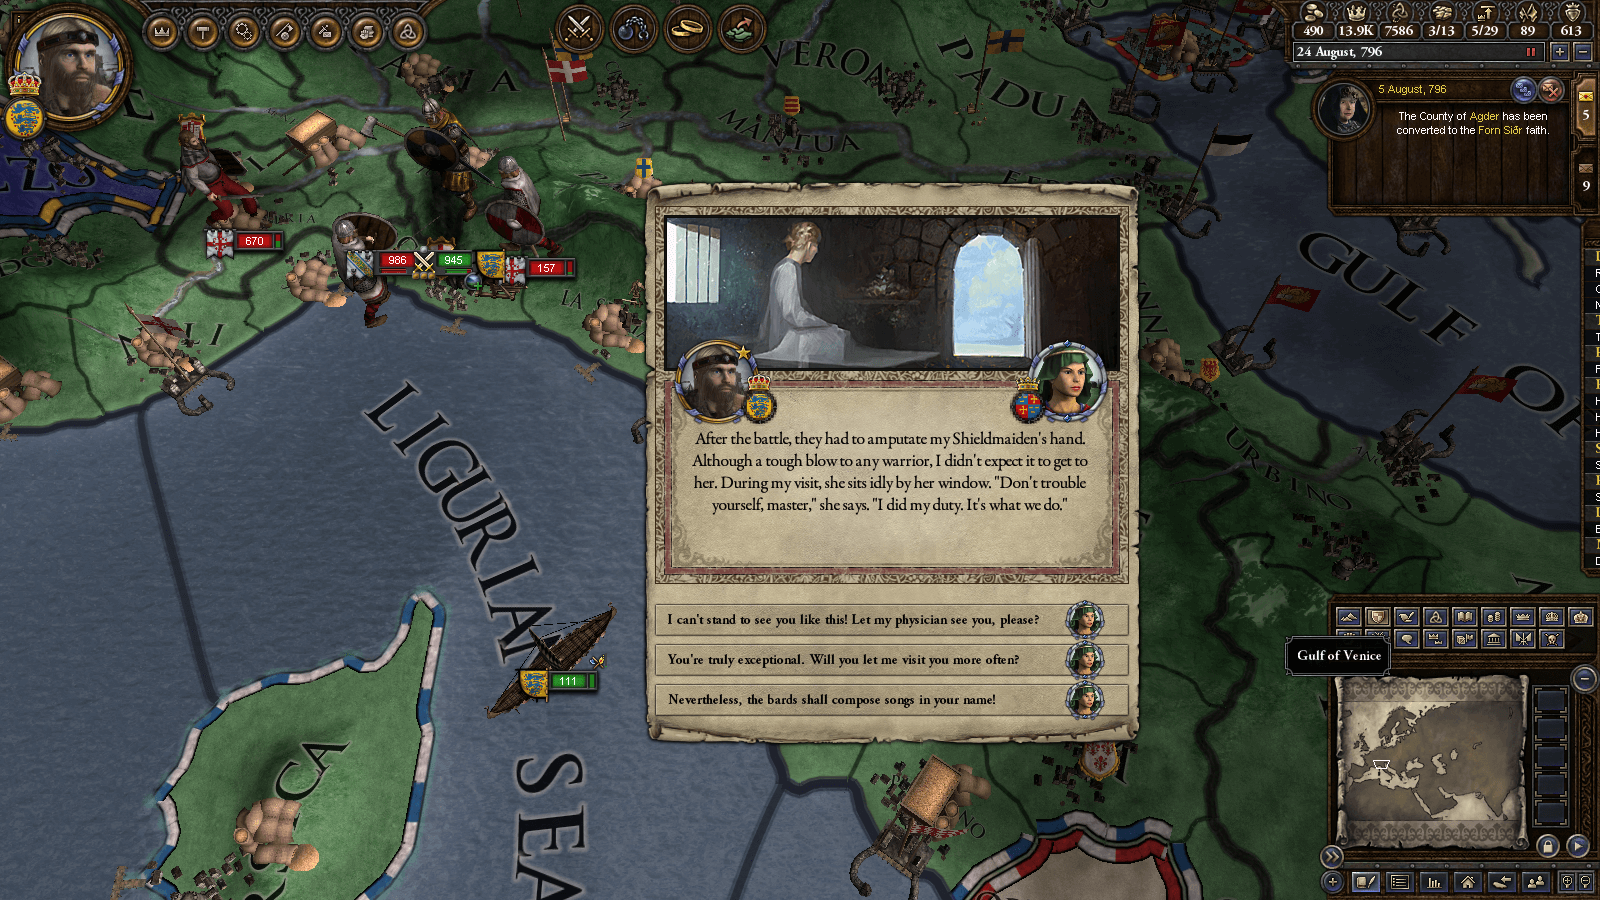 490 13.9K 7586 3/13 5/29 89 613
24 August, 796
5 August, 796
The County of Agder has been
converted to the Forn Siðr faith.
5
9
VERONA
PADUA
MANTUA
GULF
OF
URBINO
LIGURIAN
SEA
670
986
945
157
111
After the battle, they had to amputate my Shieldmaiden's hand.
Although a tough blow to any warrior, I didn't expect it to get to
her. During my visit, she sits idly by her window. "Don't trouble
yourself, master," she says. "I did my duty. It's what we do."
I can't stand to see you like this! Let my physician see you, please?
You're truly exceptional. Will you let me visit you more often?
Nevertheless, the bards shall compose songs in your name!
Gulf of Venice